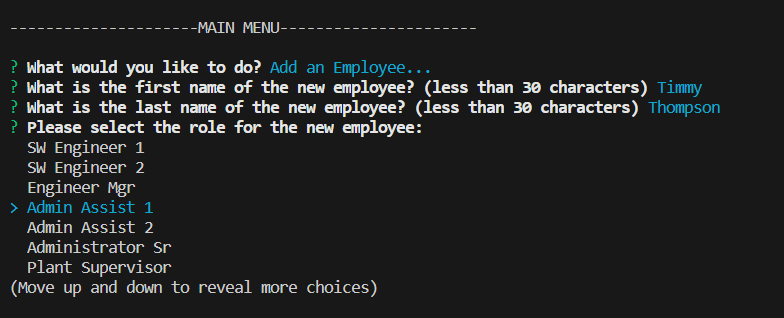 ---------------------MAIN MENU----------------------
? What would you like to do? Add an Employee...
? What is the first name of the new employee? (less than 30 characters) Timmy
? What is the last name of the new employee? (less than 30 characters) Thompson
? Please select the role for the new employee:
SW Engineer 1
SW Engineer 2
Engineer Mgr
> Admin Assist 1
Admin Assist 2
Administrator Sr
Plant Supervisor
(Move up and down to reveal more choices)